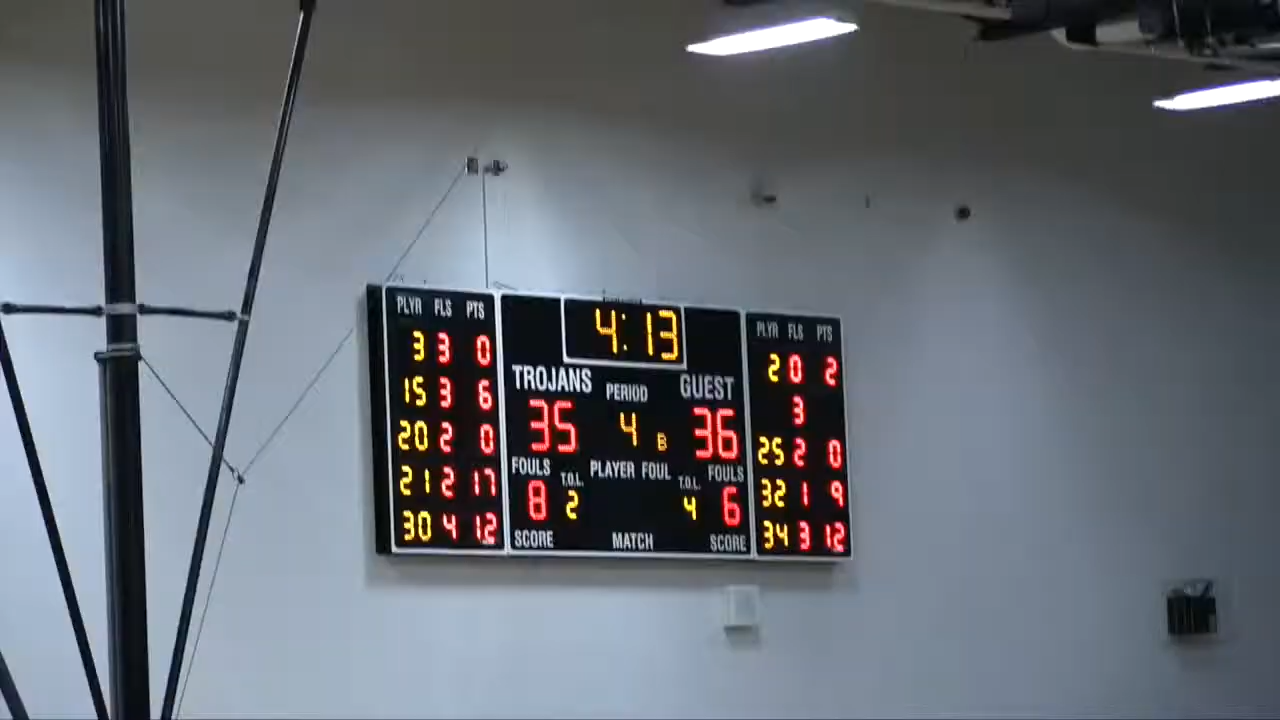 4:13
PLYR FLS PTS
3 3 0
15 3 6
20 2 0
21 2 17
30 4 12
TROJANS PERIOD GUEST
35 4 B 36
FOULS T.O.L. PLAYER FOUL T.O.L. FOULS
8 2 4 6
SCORE MATCH SCORE
PLYR FLS PTS
2 0 2
3
25 2 0
32 1 9
34 3 12